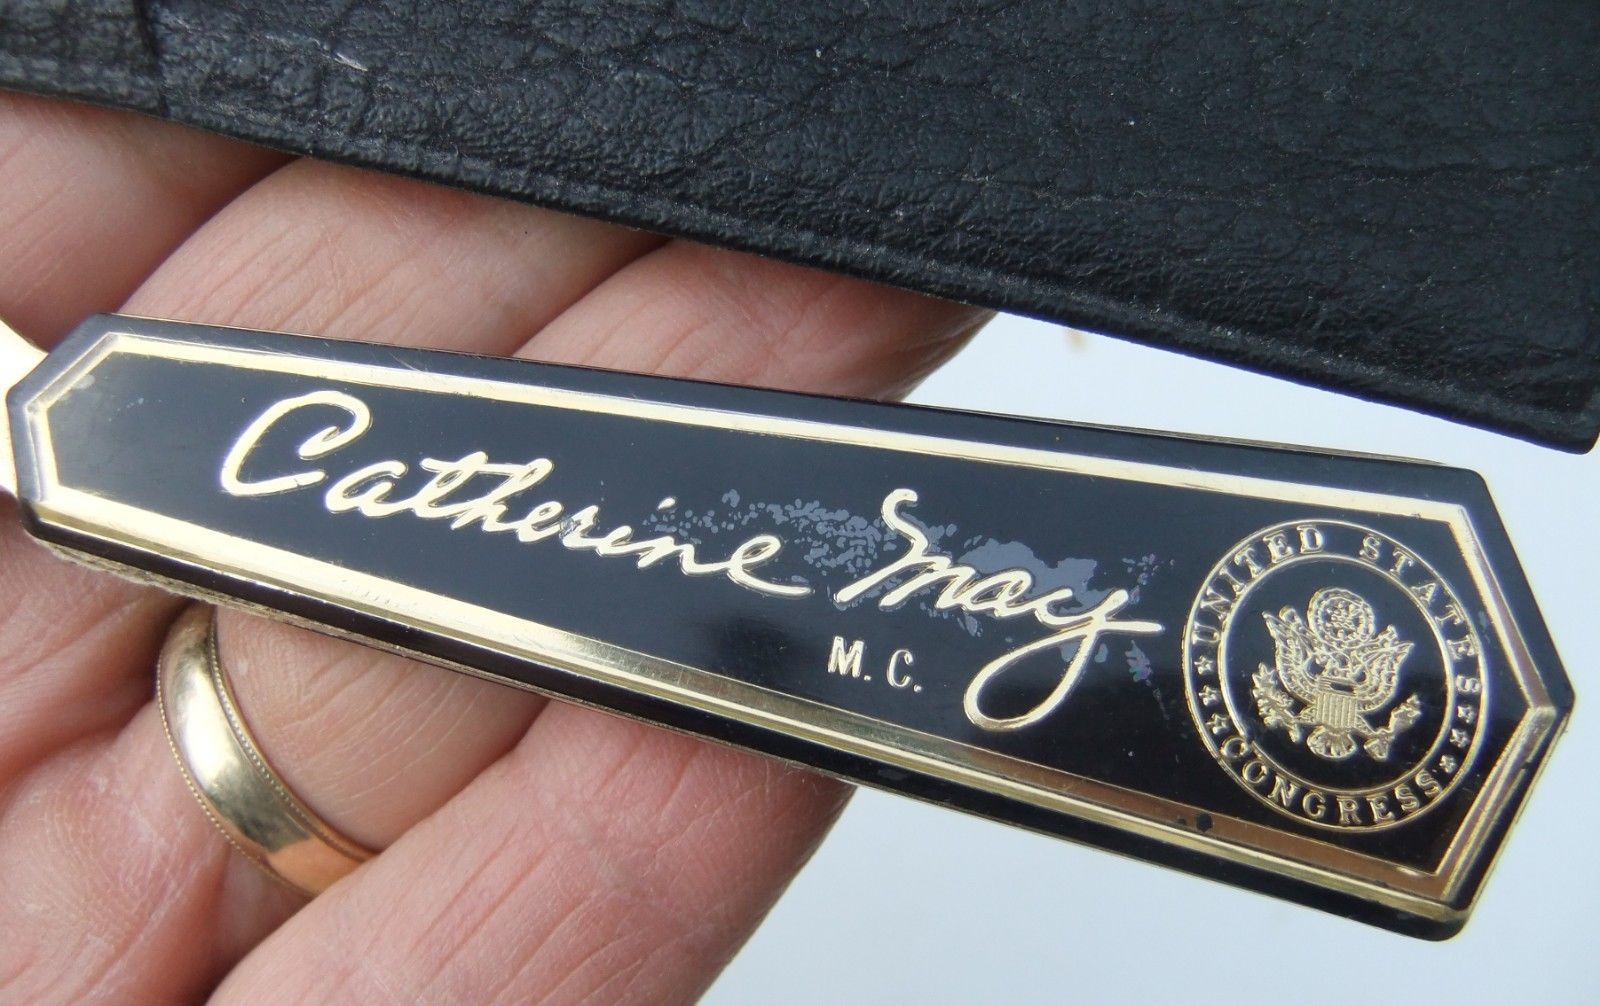 Catherine May
M. C.
UNITED STATES
CONGRESS